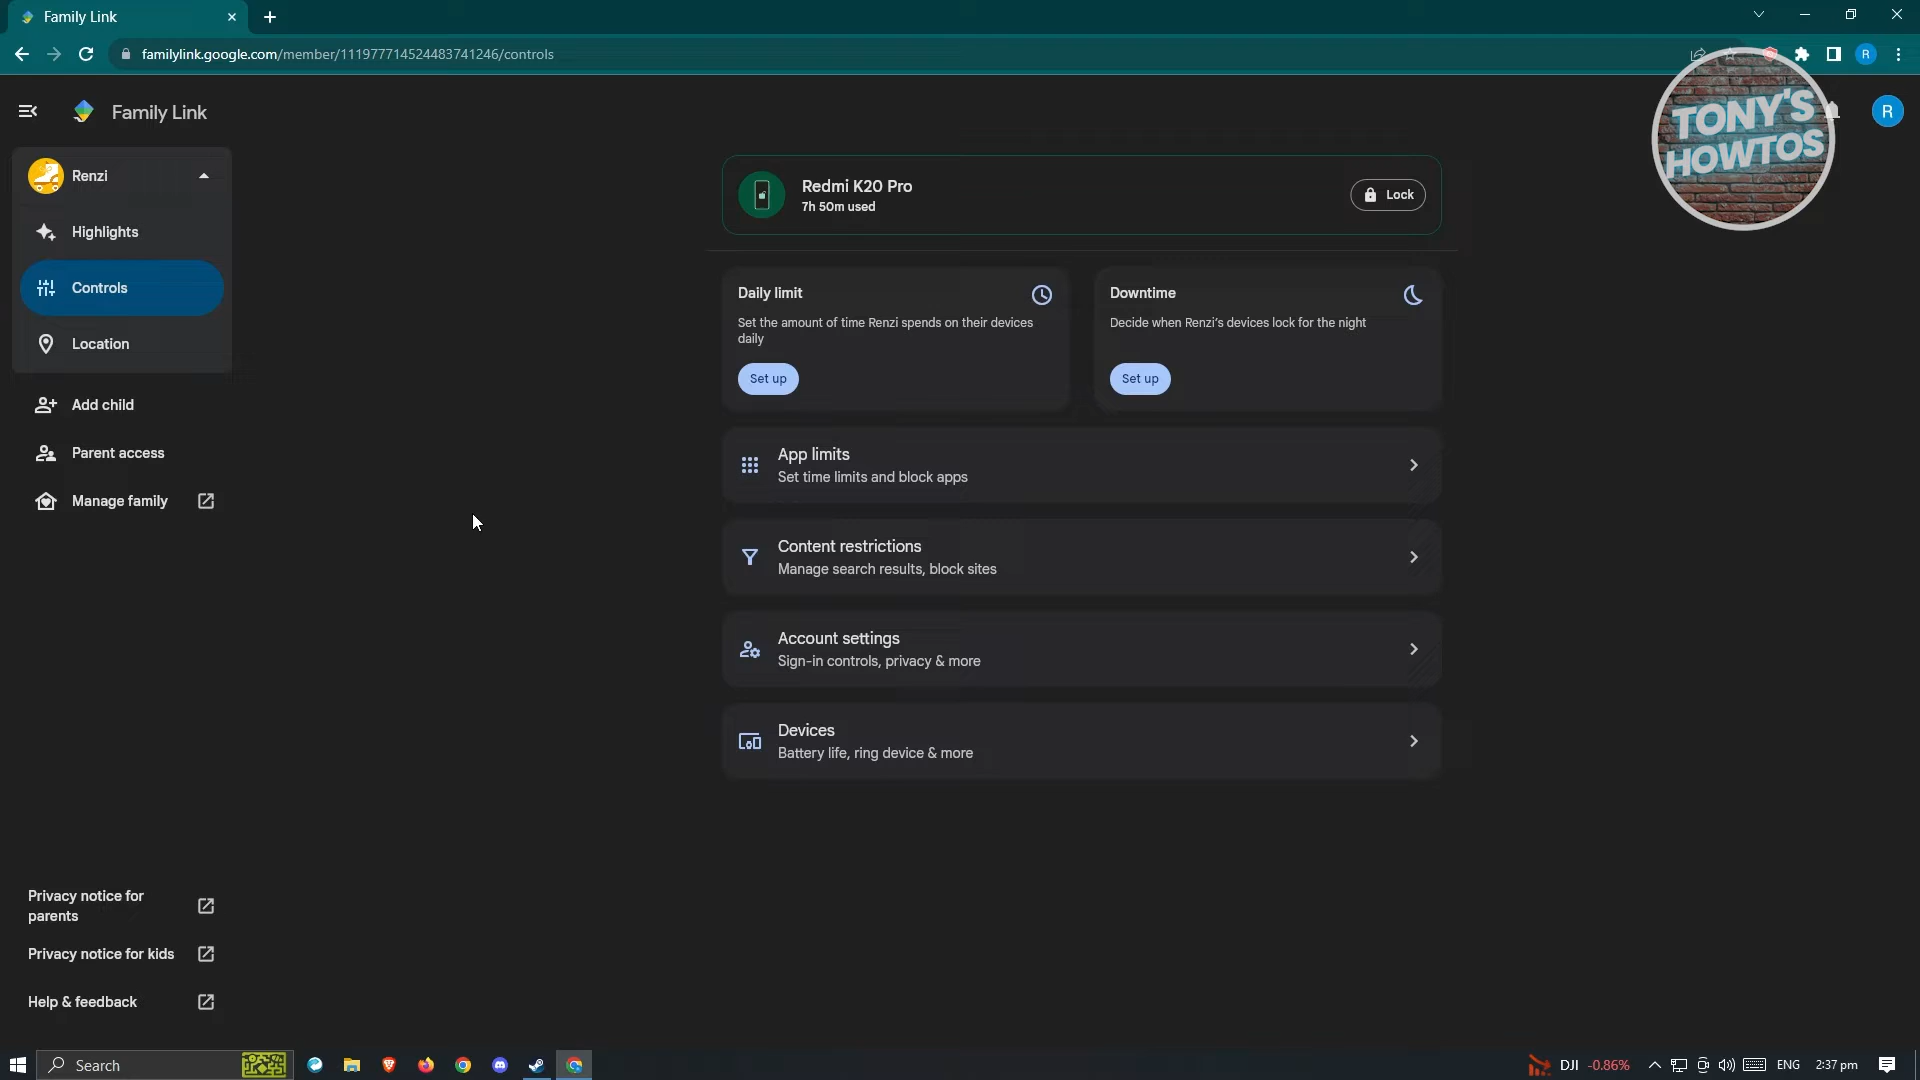 Family Link
familylink.google.com/member/111977714524483741246/controls
R
Family Link
TONY'S
HOWTOS
R
Renzi
Highlights
Controls
Location
Add child
Parent access
Manage family
Redmi K20 Pro
7h 50m used
Lock
Daily limit
Set the amount of time Renzi spends on their devices
daily
Set up
Downtime
Decide when Renzi's devices lock for the night
Set up
App limits
Set time limits and block apps
Content restrictions
Manage search results, block sites
Account settings
Sign-in controls, privacy & more
Devices
Battery life, ring device & more
Privacy notice for
parents
Privacy notice for kids
Help & feedback
Search
DJI -0.86%
ENG
2:37 pm